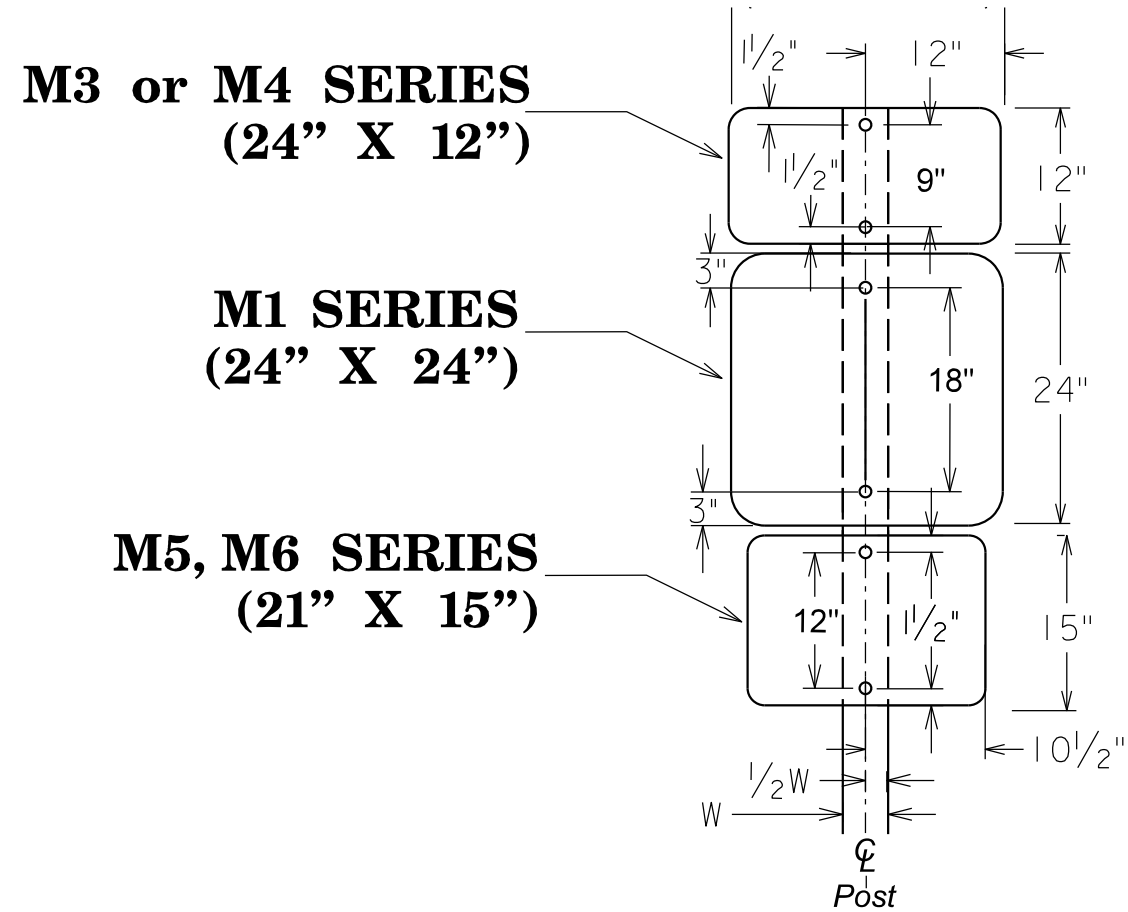 1 1/2"
12"
M3 or M4 SERIES
(24” X 12”)
1 1/2"
9"
12"
3"
M1 SERIES
(24” X 24”)
18"
24"
3"
M5, M6 SERIES
(21” X 15”)
12"
1 1/2"
15"
10 1/2"
1/2 W
W
℄
Post